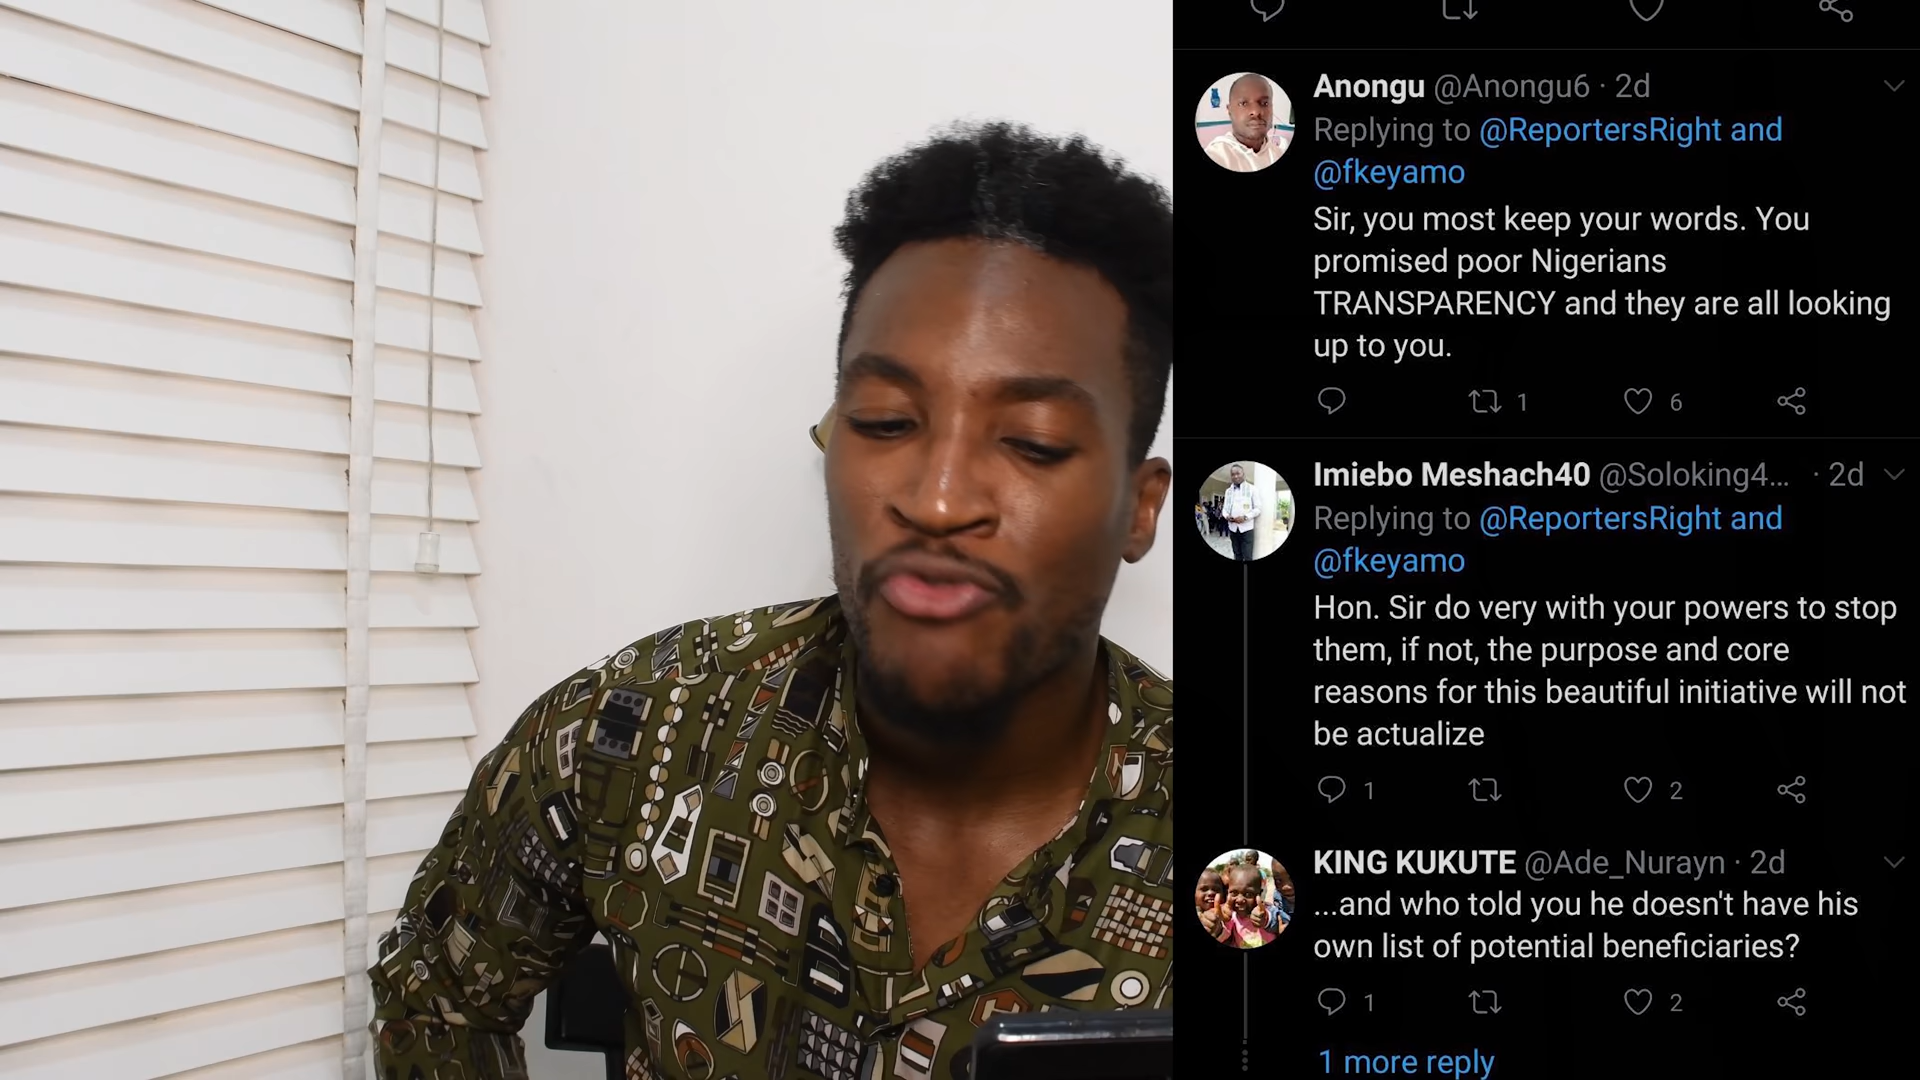 Anongu @Anongu6 · 2d
Replying to @ReportersRight and
@fkeyamo
Sir, you most keep your words. You
promised poor Nigerians
TRANSPARENCY and they are all looking
up to you.
1 6
Imiebo Meshach40 @Soloking4... · 2d
Replying to @ReportersRight and
@fkeyamo
Hon. Sir do very with your powers to stop
them, if not, the purpose and core
reasons for this beautiful initiative will not
be actualize
1 2
KING KUKUTE @Ade_Nurayn · 2d
...and who told you he doesn't have his
own list of potential beneficiaries?
1 2
1 more reply